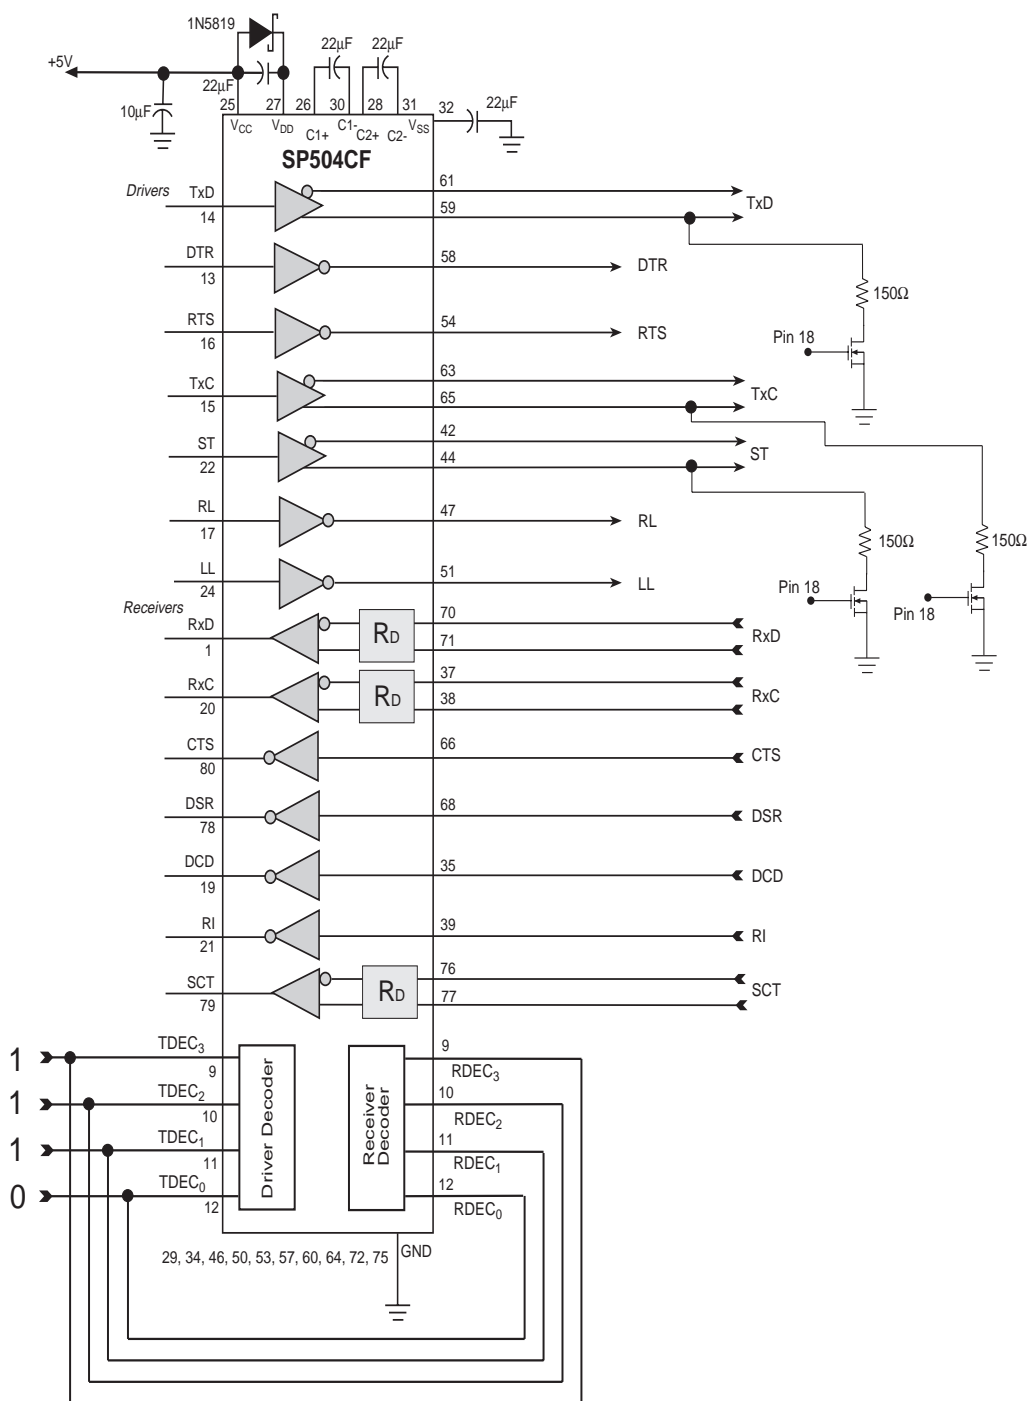 1N5819
22µF 22µF
+5V
22µF
10µF
25 27 26 30 28 31 32 22µF
VCC VDD C1+ C1- C2+ C2- VSS
SP504CF
Drivers TxD
14
61
59
TxD
DTR
13
58
DTR
150Ω
RTS
16
54
RTS
Pin 18
TxC
15
63
65
TxC
ST
22
42
44
ST
RL
17
47
RL
150Ω
150Ω
LL
24
51
LL
Pin 18
Pin 18
Receivers
RxD
1
RD
70
71
RxD
RxC
20
RD
37
38
RxC
CTS
80
66
CTS
DSR
78
68
DSR
DCD
19
35
DCD
RI
21
39
RI
SCT
79
RD
76
77
SCT
1 TDEC3
9
9
RDEC3
1 TDEC2
10
10
RDEC2
1 TDEC1
11
11
RDEC1
0 TDEC0
12
12
RDEC0
Driver Decoder
Receiver
Decoder
29, 34, 46, 50, 53, 57, 60, 64, 72, 75 GND